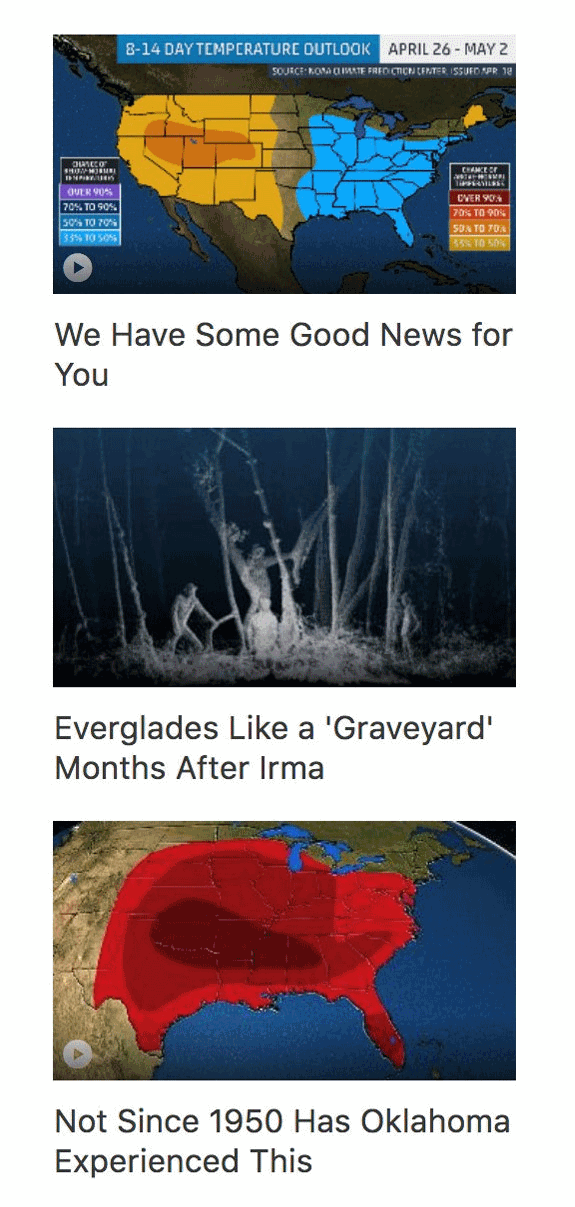 8-14 DAY TEMPERATURE OUTLOOK APRIL 26 - MAY 2
SOURCE: NOAA CLIMATE PREDICTION CENTER, ISSUED APR 18
CHANCE OF
BELOW-NORMAL
TEMPERATURES
OVER 90%
70% TO 90%
50% TO 70%
33% TO 50%
CHANCE OF
ABOVE-NORMAL
TEMPERATURES
OVER 90%
70% TO 90%
50% TO 70%
33% TO 50%
We Have Some Good News for
You
Everglades Like a 'Graveyard'
Months After Irma
Not Since 1950 Has Oklahoma
Experienced This